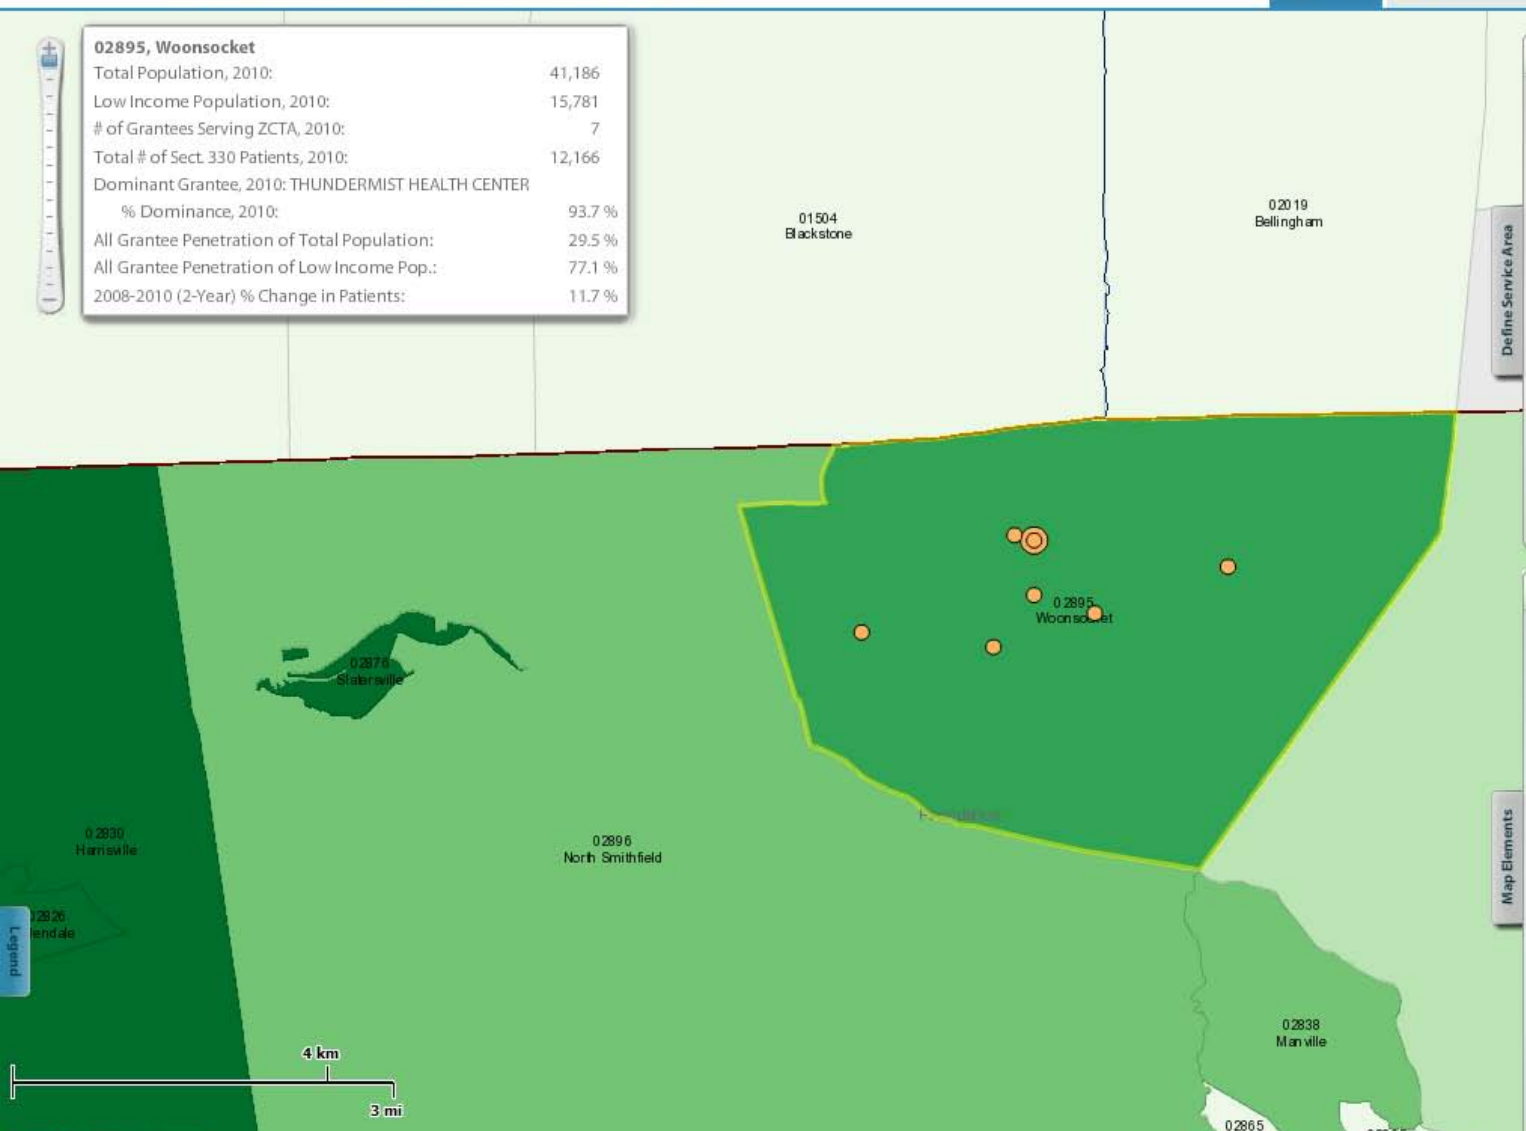 02895, Woonsocket
Total Population, 2010: 41,186
Low Income Population, 2010: 15,781
# of Grantees Serving ZCTA, 2010: 7
Total # of Sect. 330 Patients, 2010: 12,166
Dominant Grantee, 2010: THUNDERMIST HEALTH CENTER
% Dominance, 2010: 93.7 %
All Grantee Penetration of Total Population: 29.5 %
All Grantee Penetration of Low Income Pop.: 77.1 %
2008-2010 (2-Year) % Change in Patients: 11.7 %
01504
Blackstone
02019
Bellingham
Define Service Area
02895
Woonsocket
02876
Slatersville
02830
Harrisville
02896
North Smithfield
Map Elements
02826
lendale
Legend
02838
Manville
4 km
3 mi
02865